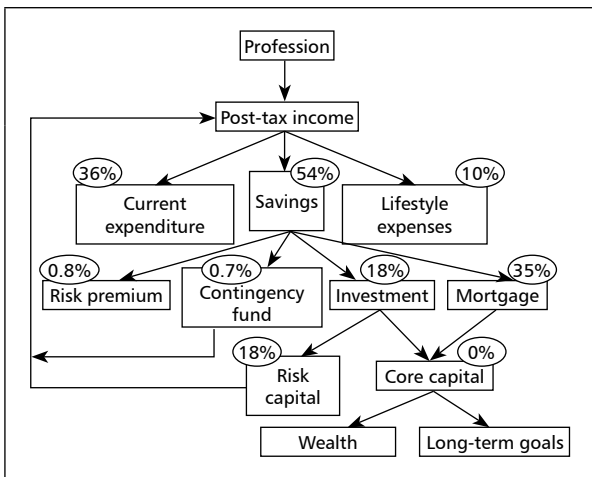 Profession
Post-tax income
36%
54%
10%
Current
expenditure
Savings
Lifestyle
expenses
0.8%
0.7%
18%
35%
Risk premium
Contingency
fund
Investment
Mortgage
18%
0%
Risk
capital
Core capital
Wealth
Long-term goals